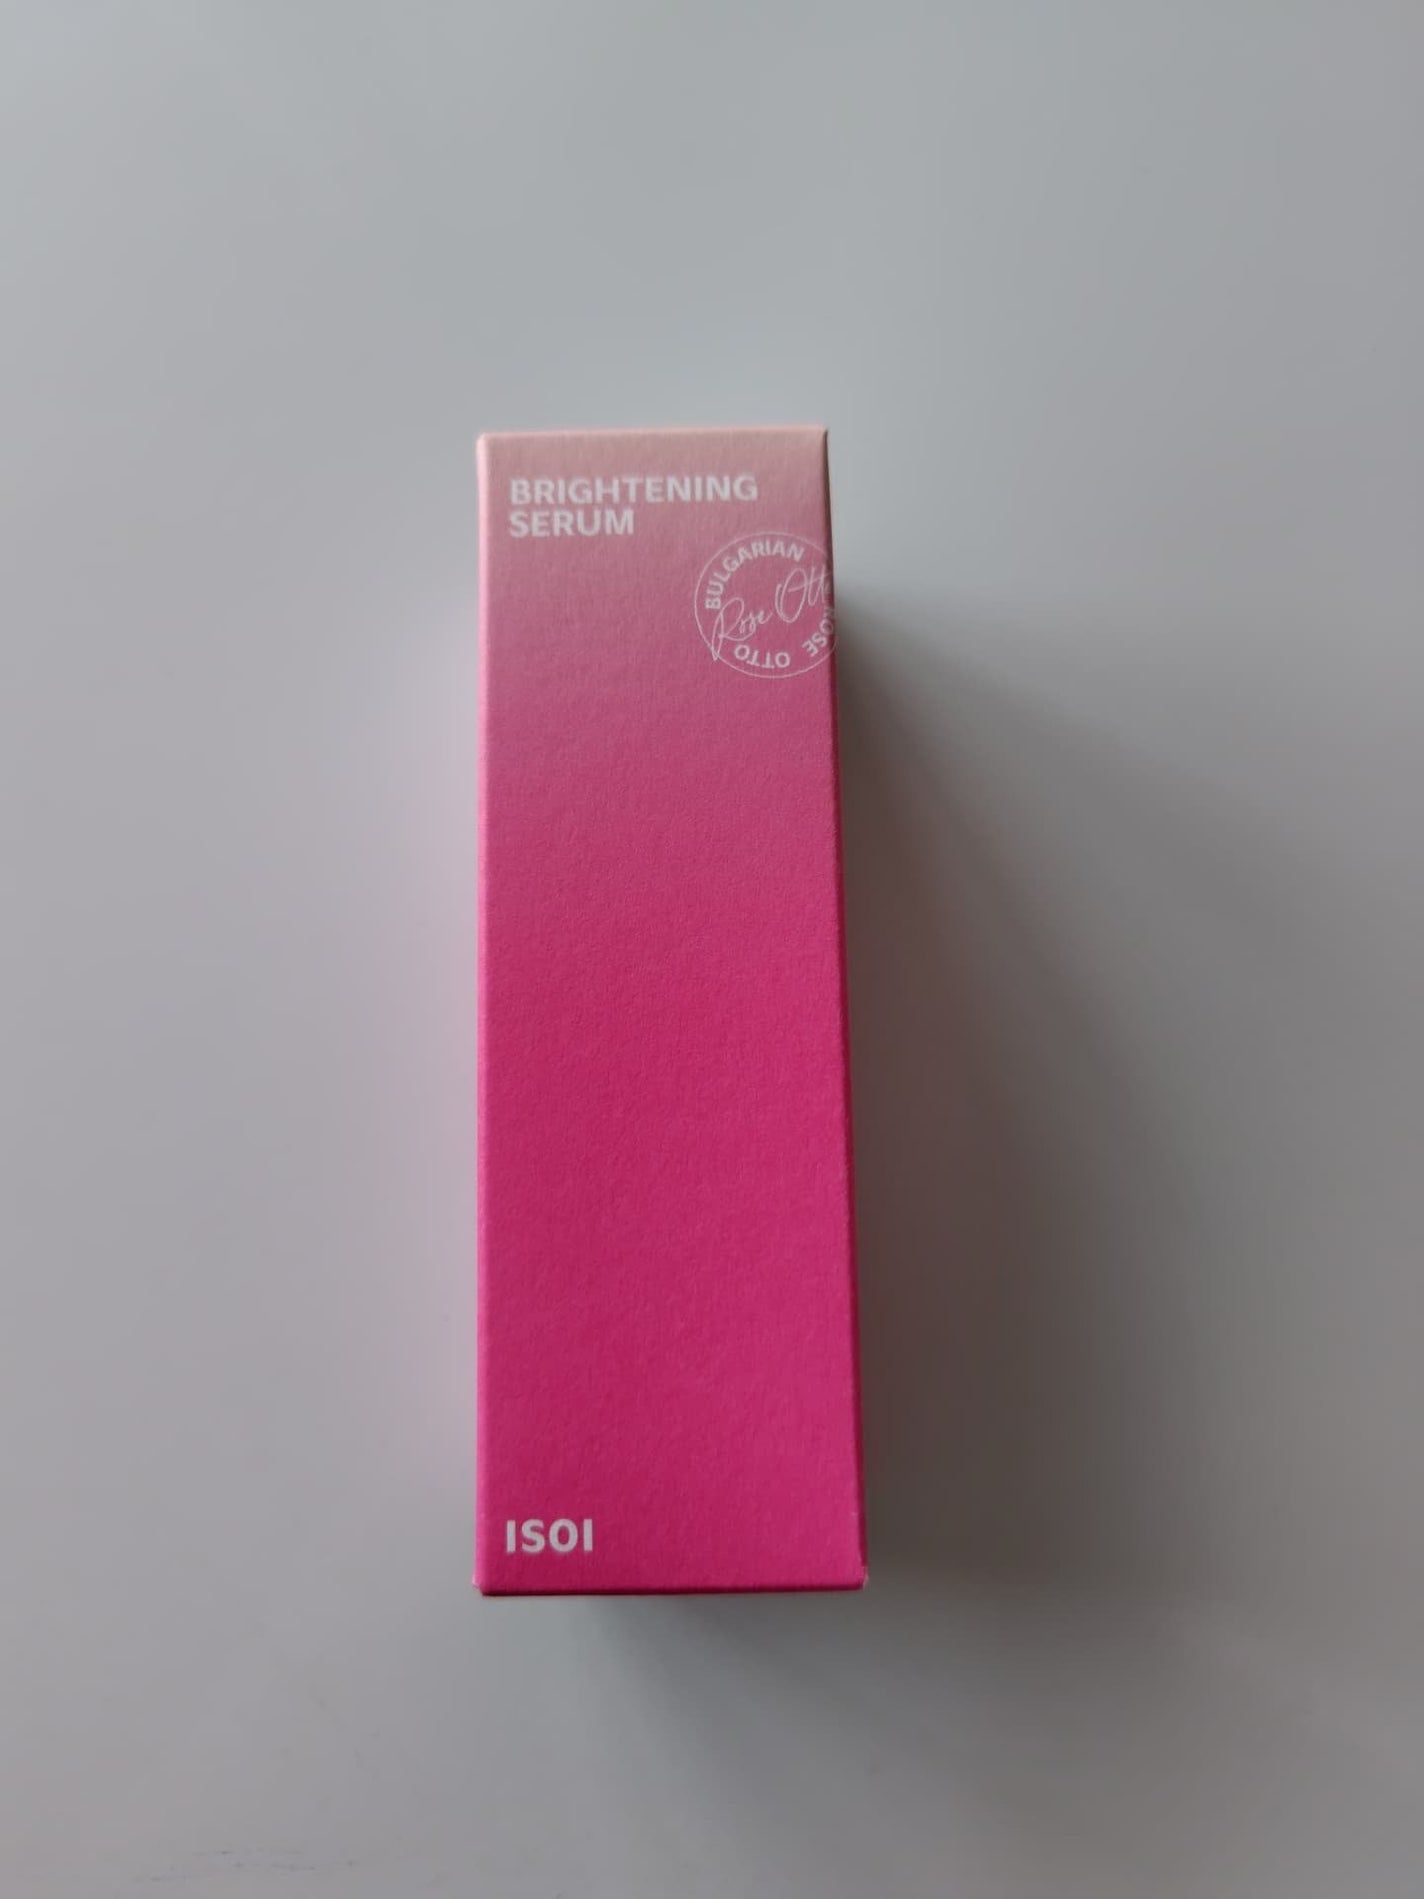 BRIGHTENING
SERUM
BULGARIAN ROSE OTTO
Rose Otto
ISOI